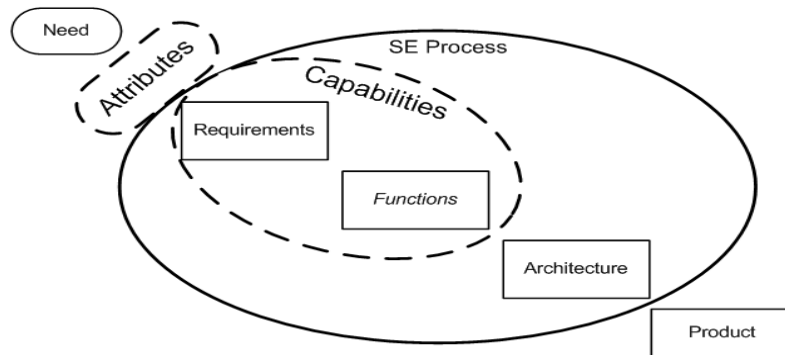 Need
SE Process
Attributes
Capabilities
Requirements
Functions
Architecture
Product